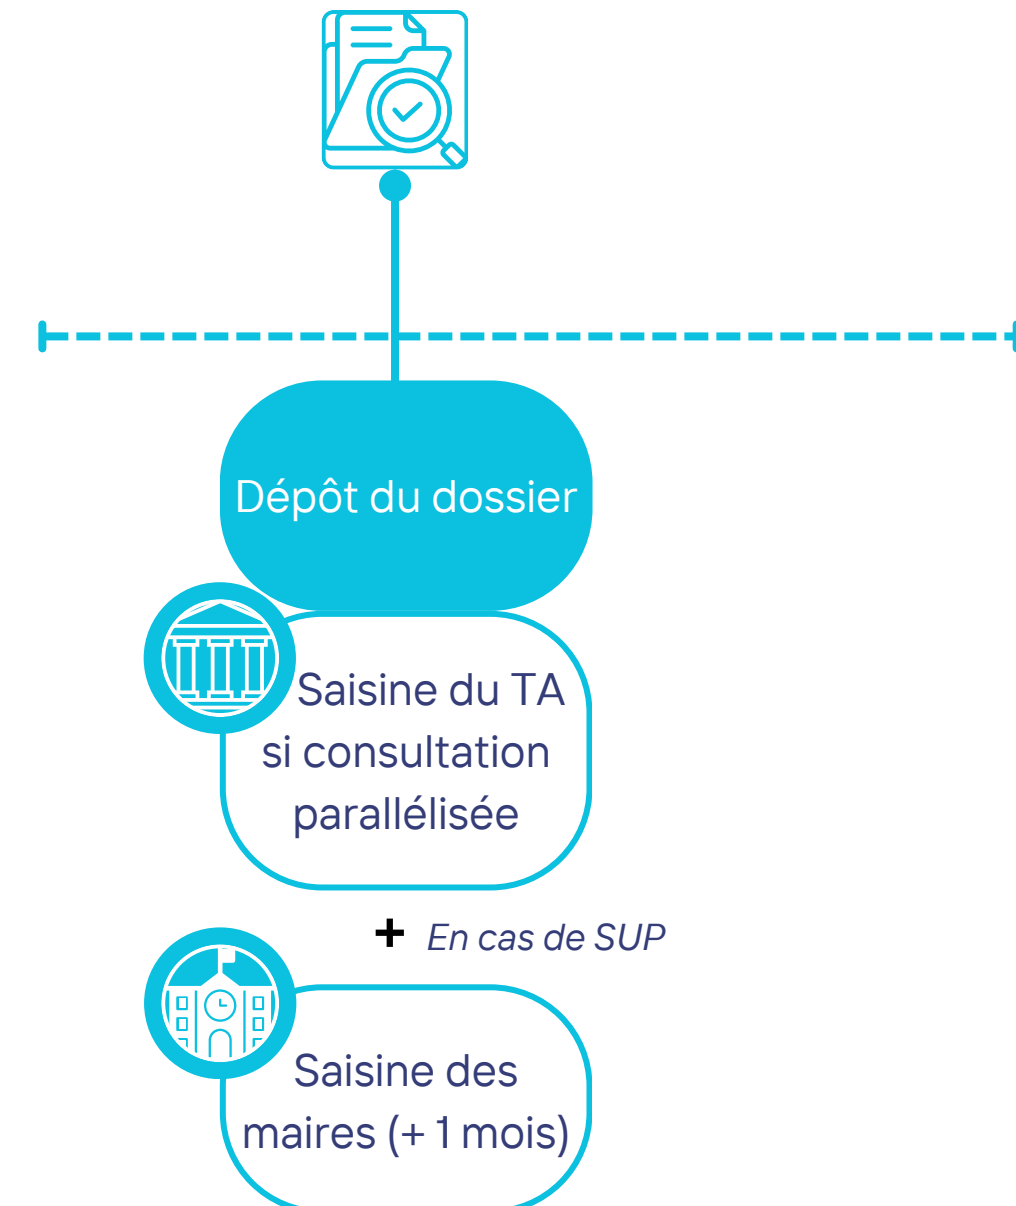 Dépôt du dossier
Saisine du TA
si consultation
parallélisée
+ En cas de SUP
Saisine des
maires (+ 1 mois)